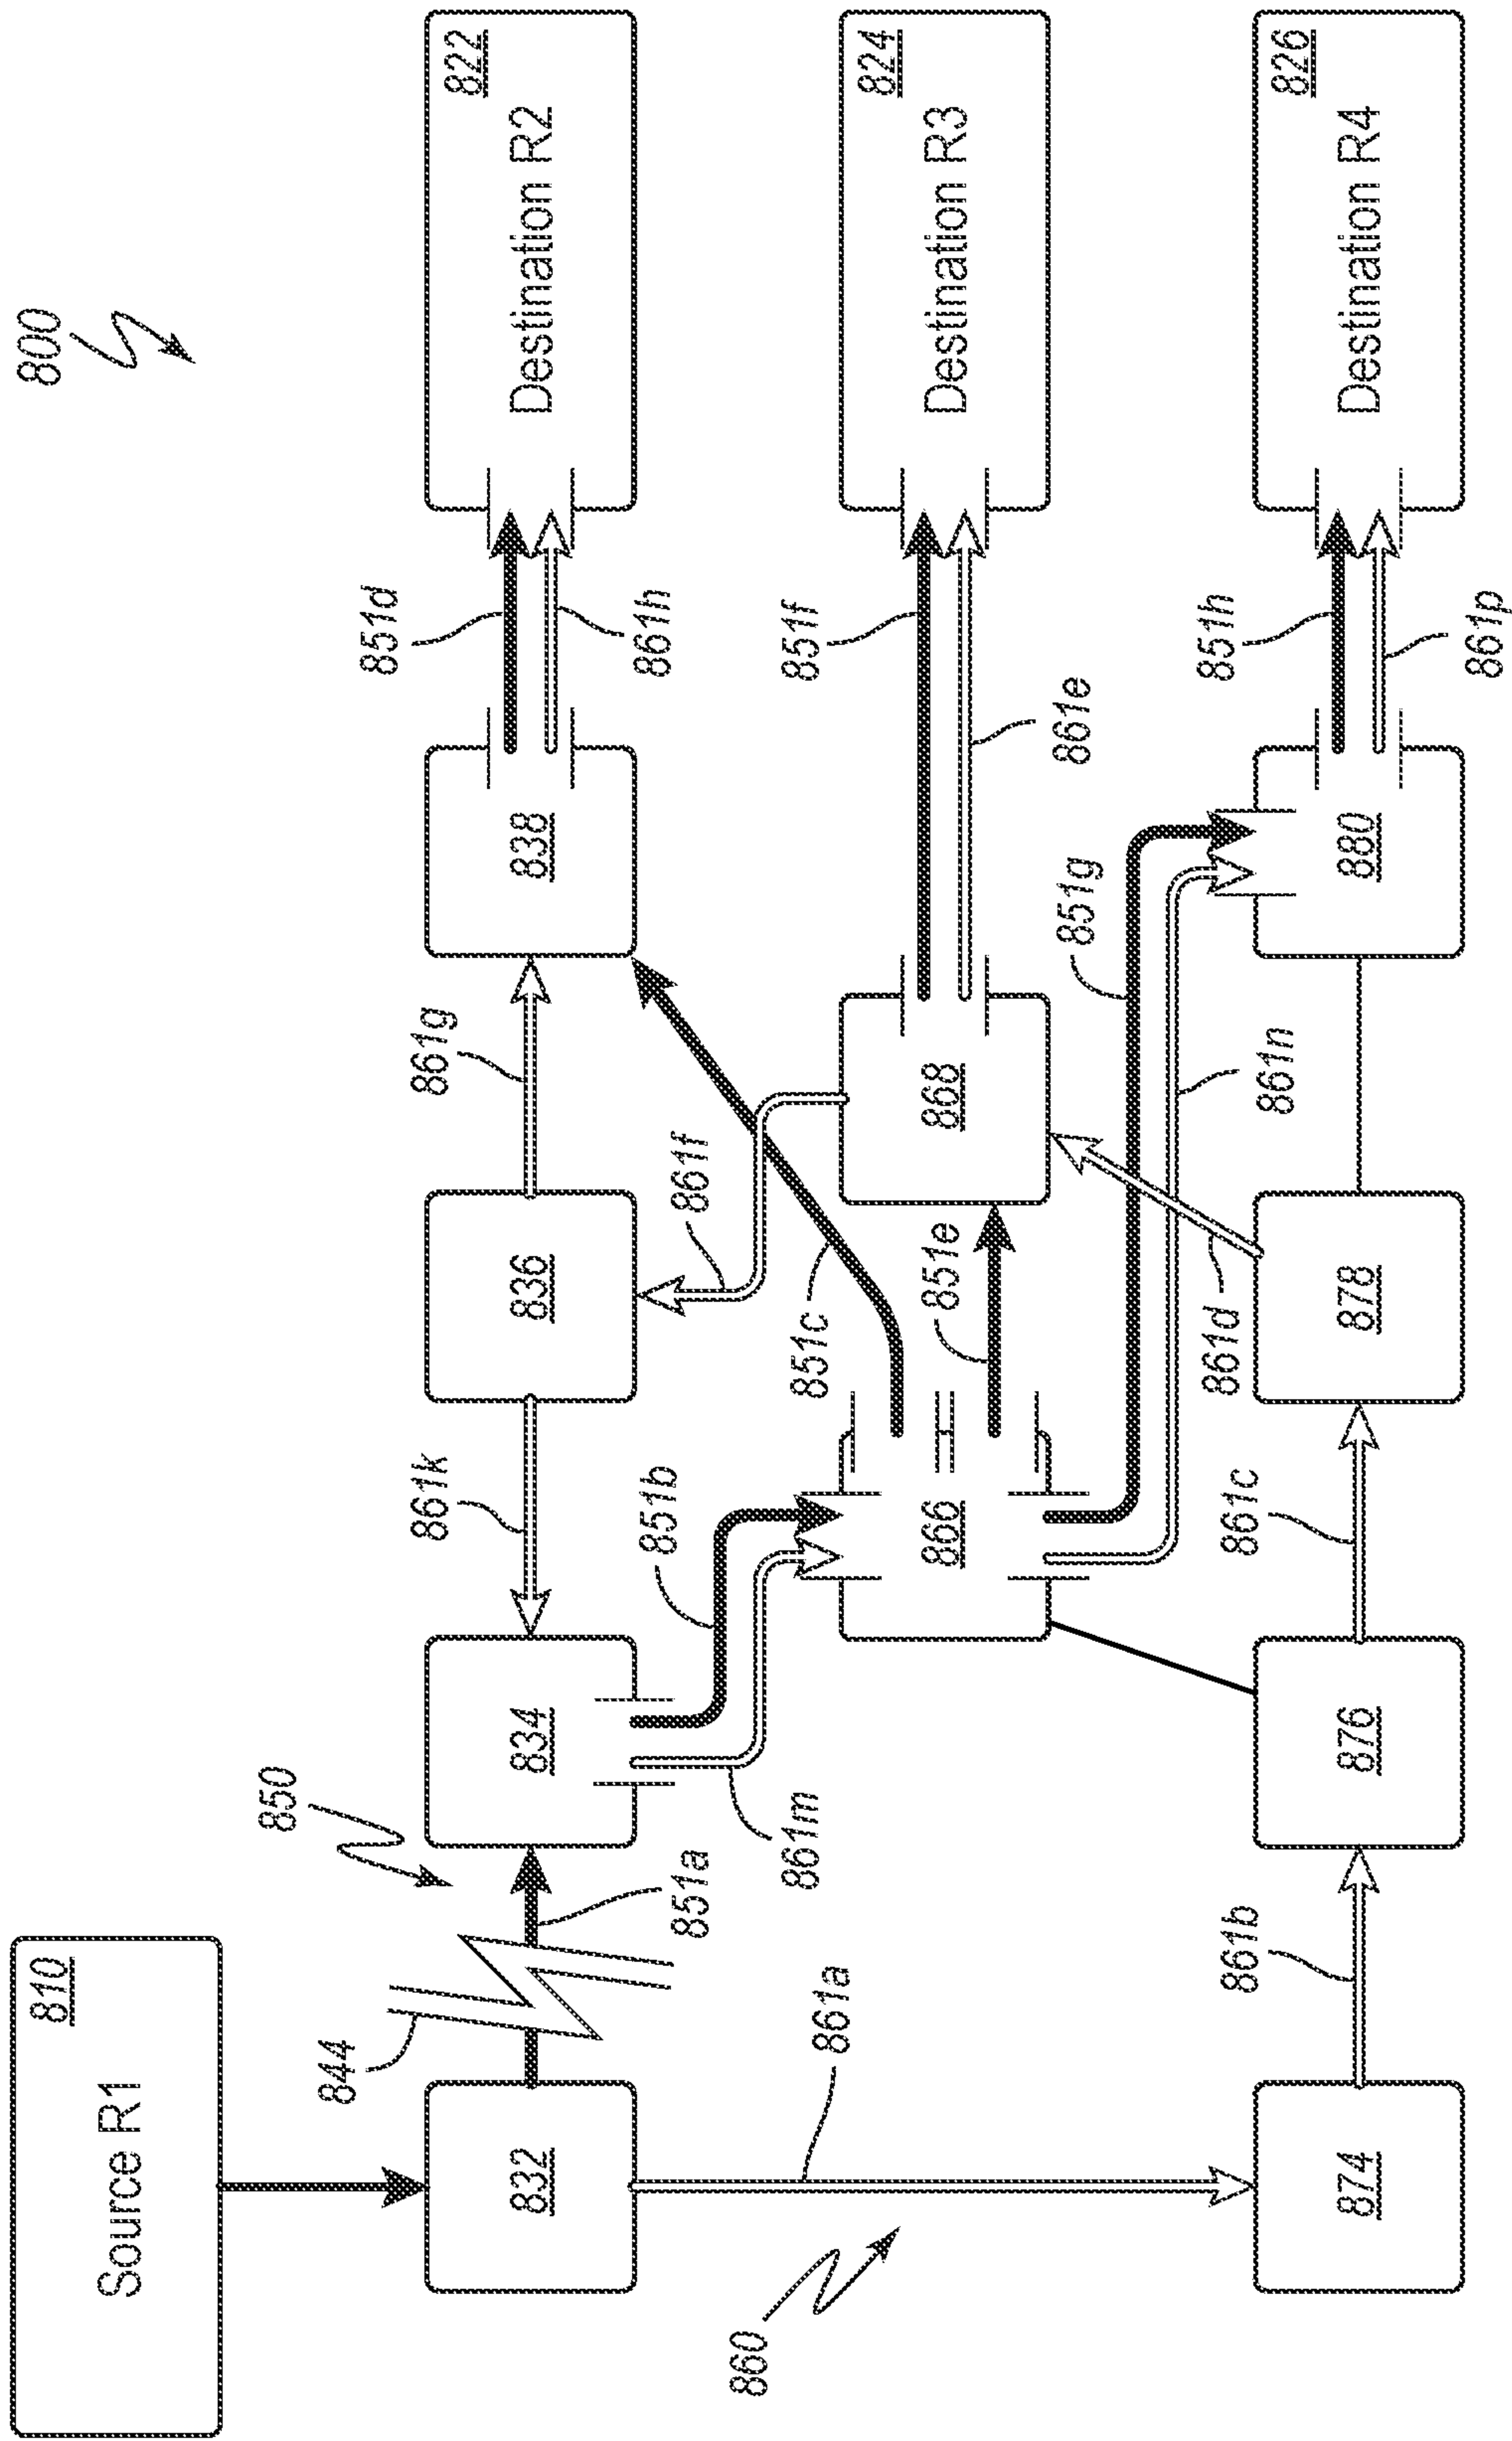 800
810
Source R1
850
844
832
834
836
838
822
Destination R2
861k
861g
851d
861h
851a
851b
861m
861f
851c
860
861a
866
868
824
Destination R3
851e
851f
861e
851g
861n
861d
861b
861c
874
876
878
880
851h
861p
826
Destination R4